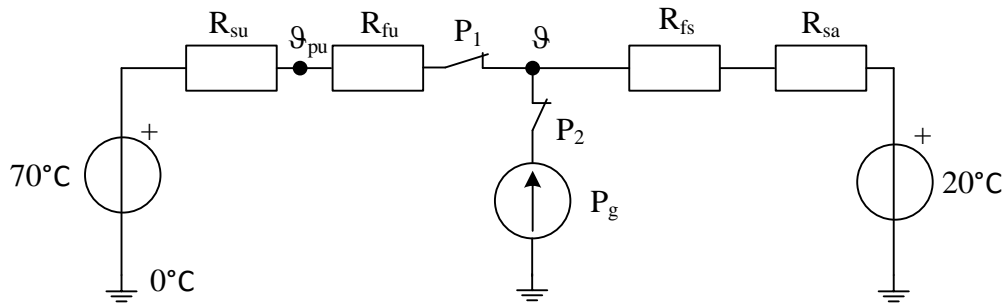 R_su
ϑ_pu
R_fu
P_1
ϑ
R_fs
R_sa
P_2
+
+
70°C
P_g
20°C
0°C